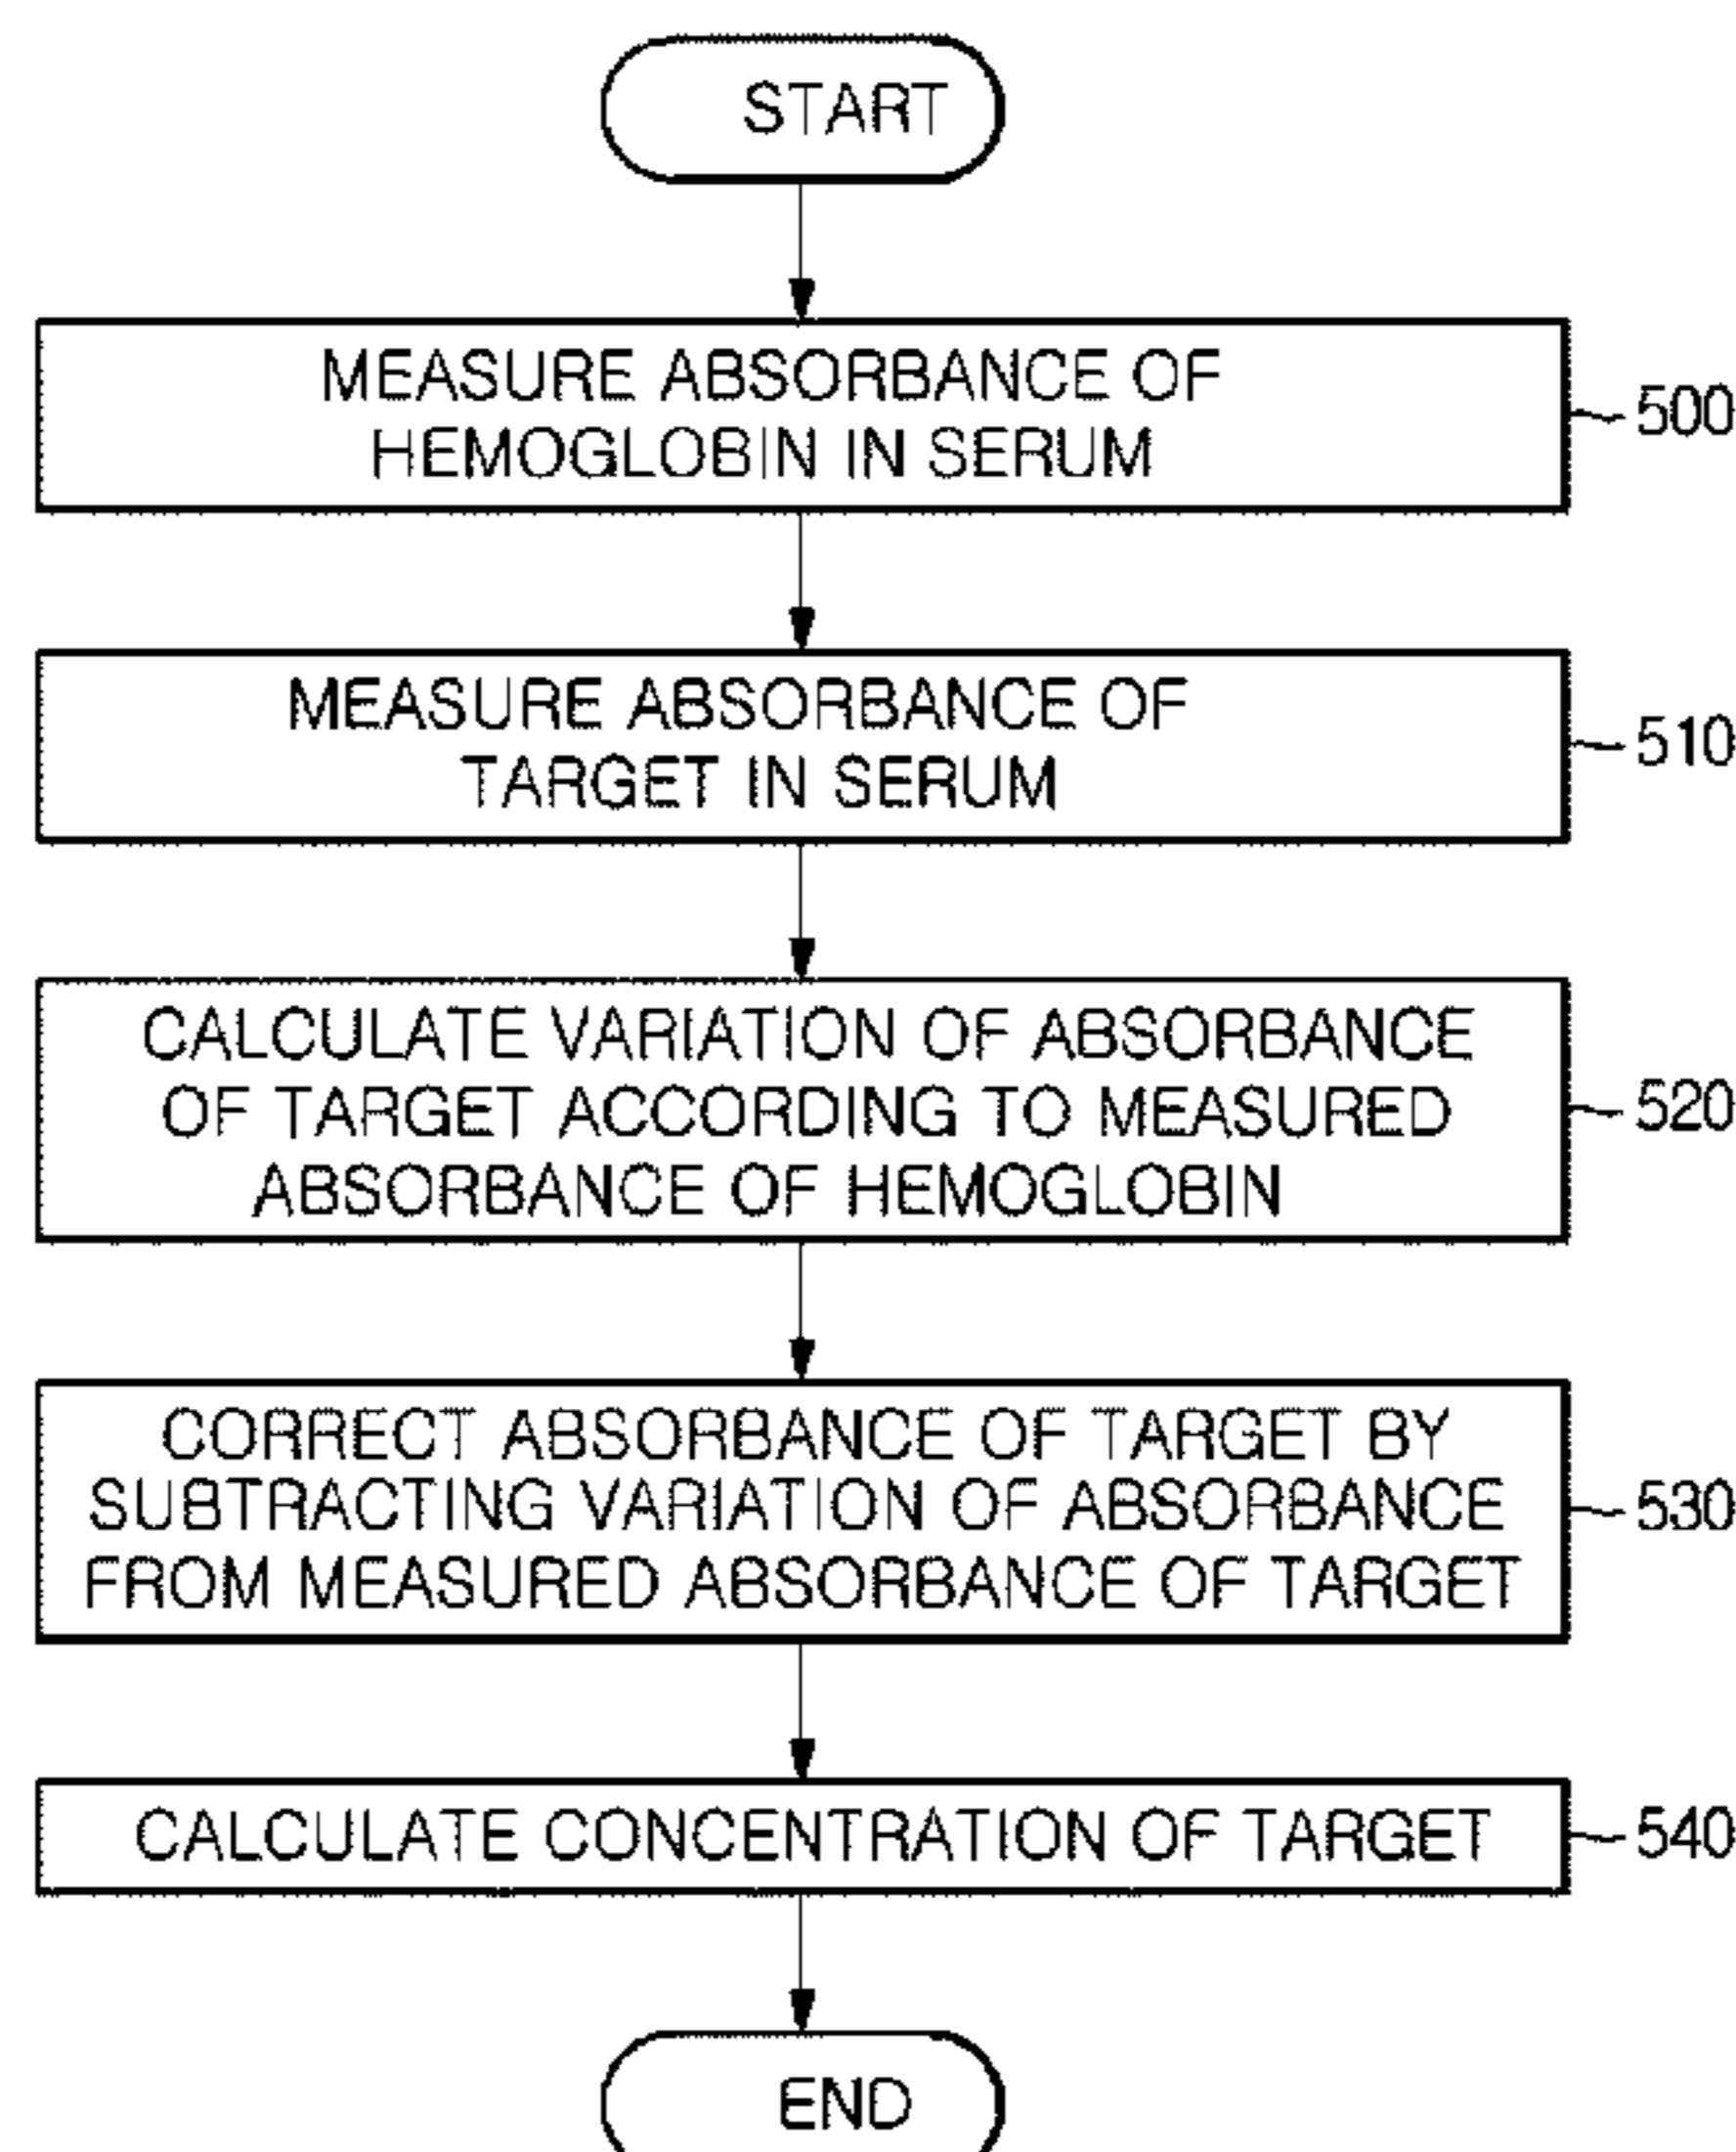 START
MEASURE ABSORBANCE OF
HEMOGLOBIN IN SERUM
500
MEASURE ABSORBANCE OF
TARGET IN SERUM
510
CALCULATE VARIATION OF ABSORBANCE
OF TARGET ACCORDING TO MEASURED
ABSORBANCE OF HEMOGLOBIN
520
CORRECT ABSORBANCE OF TARGET BY
SUBTRACTING VARIATION OF ABSORBANCE
FROM MEASURED ABSORBANCE OF TARGET
530
CALCULATE CONCENTRATION OF TARGET
540
END